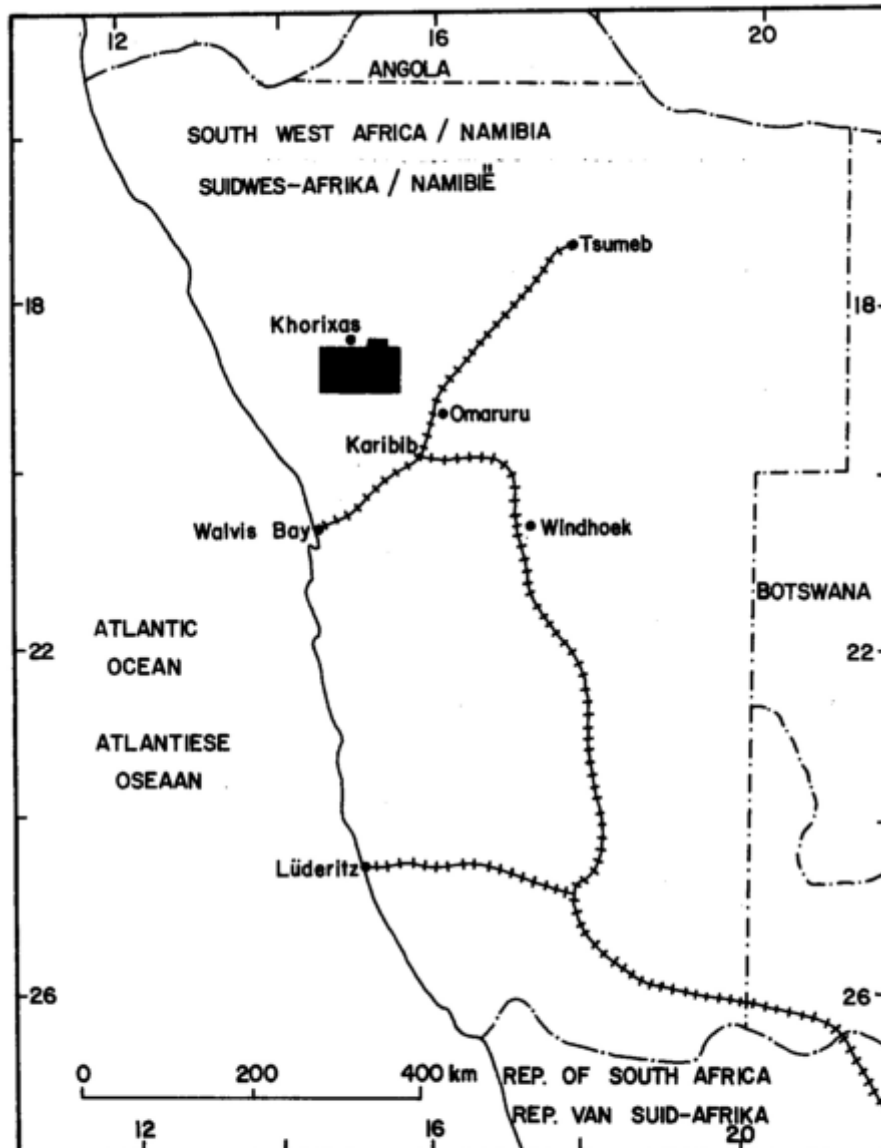 12 16 20
ANGOLA
SOUTH WEST AFRICA / NAMIBIA
SUIDWES-AFRIKA / NAMIBIË
Tsumeb
18 18
Khorixas
Omaruru
Karibib
Walvis Bay
Windhoek
BOTSWANA
ATLANTIC
OCEAN
22 22
ATLANTIESE
OSEAAN
Lüderitz
26 26
0 200 400 km
REP. OF SOUTH AFRICA
REP. VAN SUID-AFRIKA
12 16 20